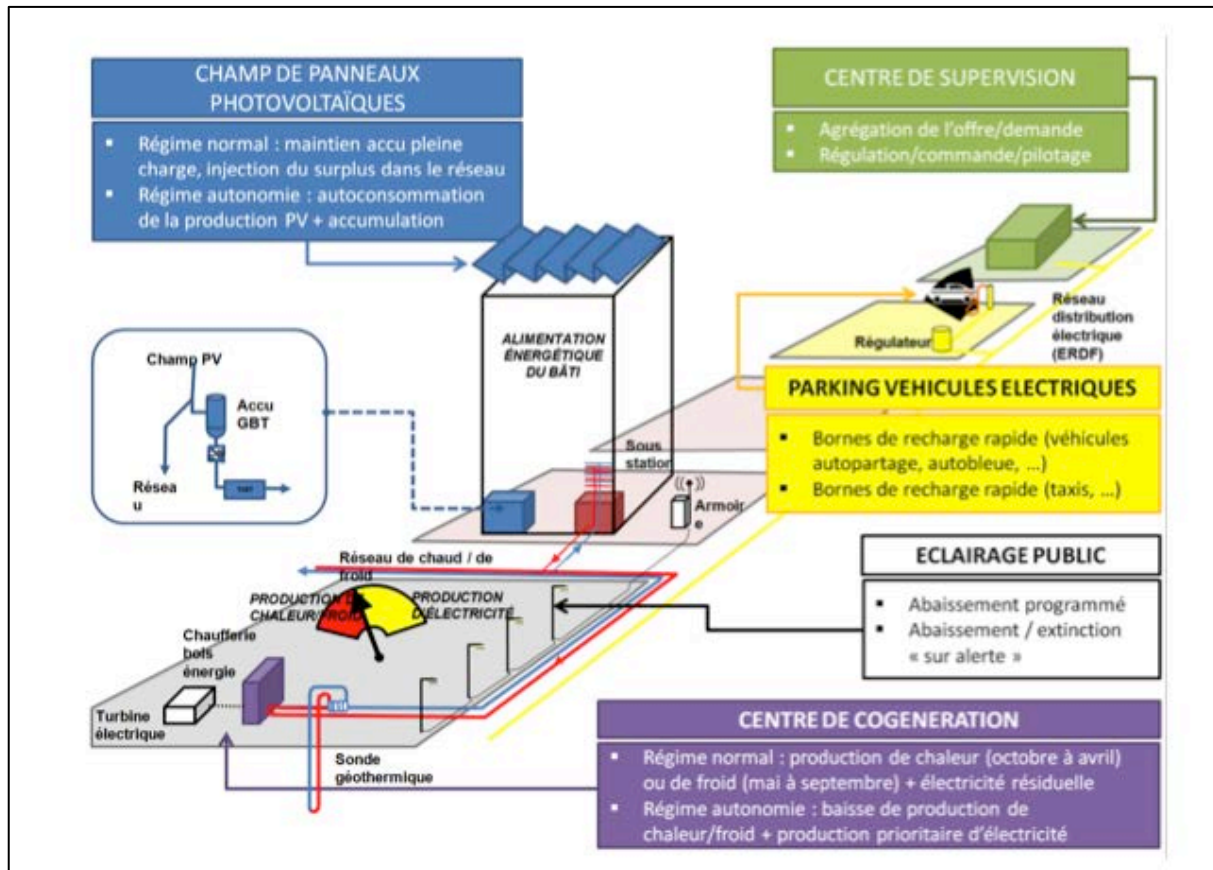 CHAMP DE PANNEAUX
PHOTOVOLTAÏQUES
▪ Régime normal : maintien accu pleine
charge, injection du surplus dans le réseau
▪ Régime autonomie : autoconsommation
de la production PV + accumulation
CENTRE DE SUPERVISION
▪ Agrégation de l'offre/demande
▪ Régulation/commande/pilotage
Réseau
distribution
électrique
(ERDF)
Régulateur
ALIMENTATION
ÉNERGÉTIQUE
DU BÂTI
Champ PV
Accu
GBT
Résea
u
Sous
station
Armoir
e
PARKING VEHICULES ELECTRIQUES
▪ Bornes de recharge rapide (véhicules
autopartage, autobleue, ...)
▪ Bornes de recharge rapide (taxis, ...)
ECLAIRAGE PUBLIC
▪ Abaissement programmé
▪ Abaissement / extinction
« sur alerte »
Réseau de chaud / de
froid
PRODUCTION D
CHALEUR/FROID
PRODUCTION
D'ÉLECTRICITÉ
Chaufferie
bois
énergie
Turbine
électrique
Sonde
géothermique
CENTRE DE COGENERATION
▪ Régime normal : production de chaleur (octobre à avril)
ou de froid (mai à septembre) + électricité résiduelle
▪ Régime autonomie : baisse de production de
chaleur/froid + production prioritaire d'électricité